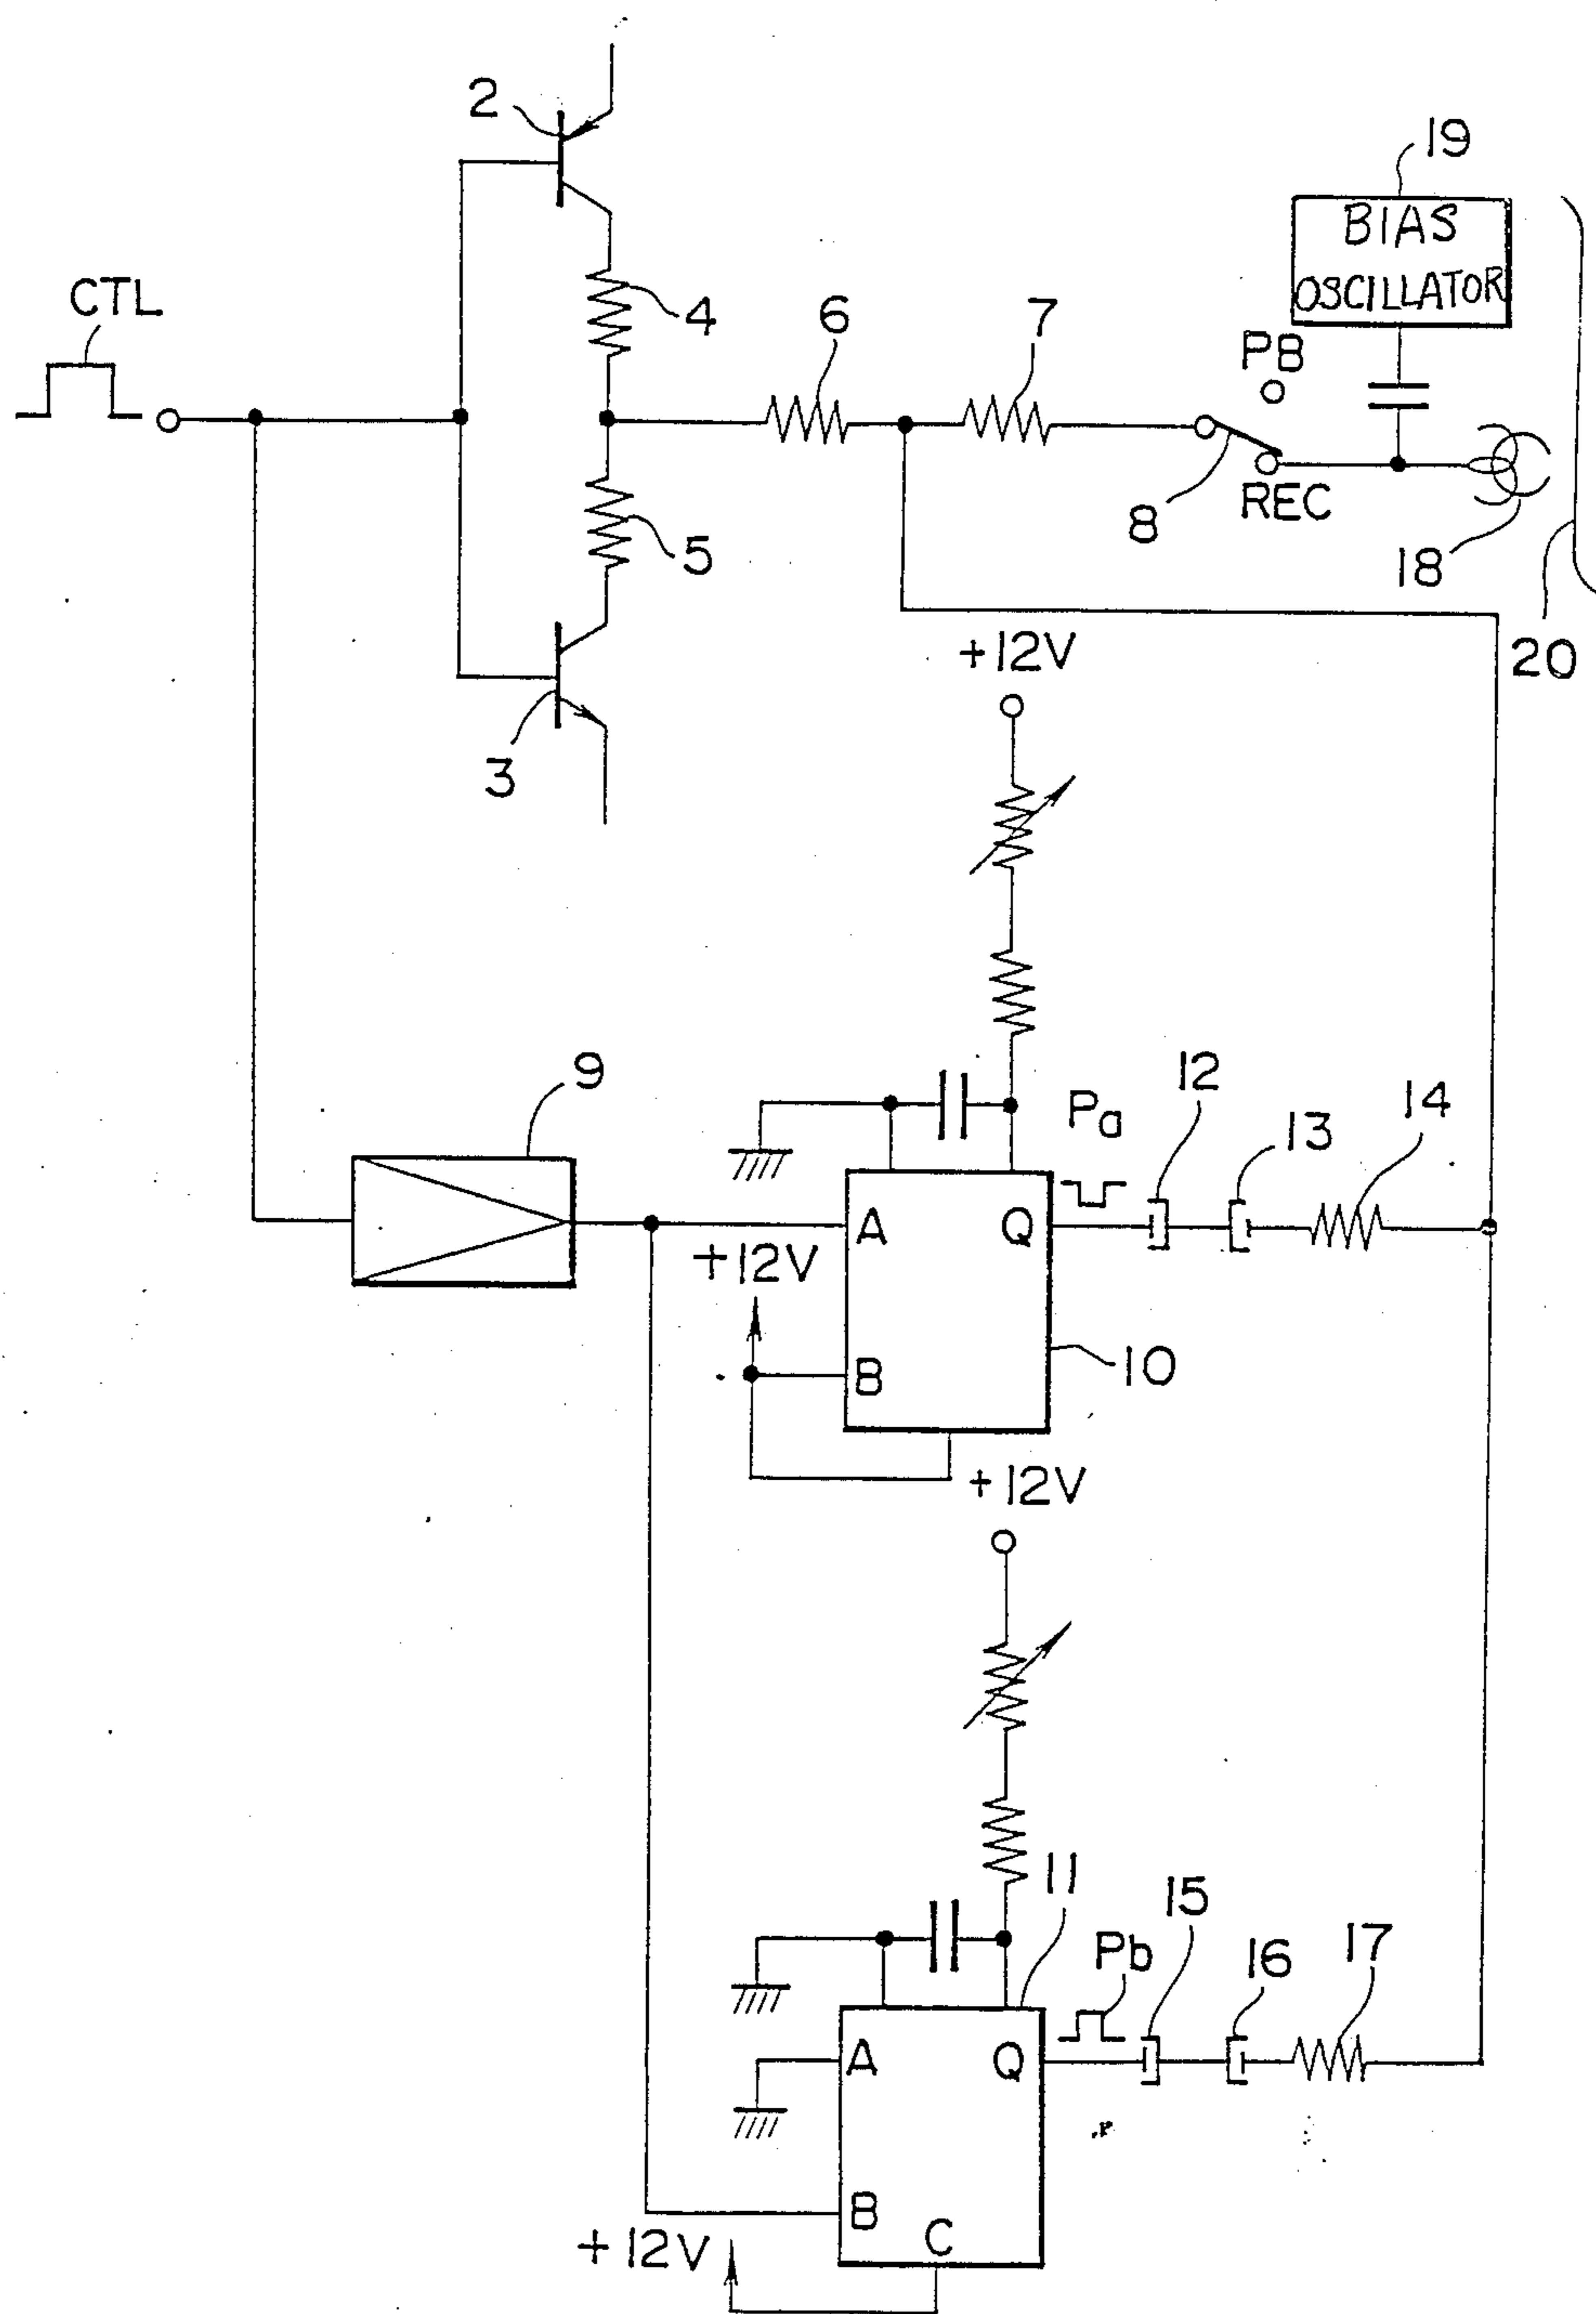 2
19
BIAS
OSCILLATOR
CTL
4
6
7
PB
REC
8
18
5
20
+12V
3
9
12
14
Pa
13
A
Q
+12V
B
10
+12V
11
15
Pb
16
17
A
Q
B
C
+12V